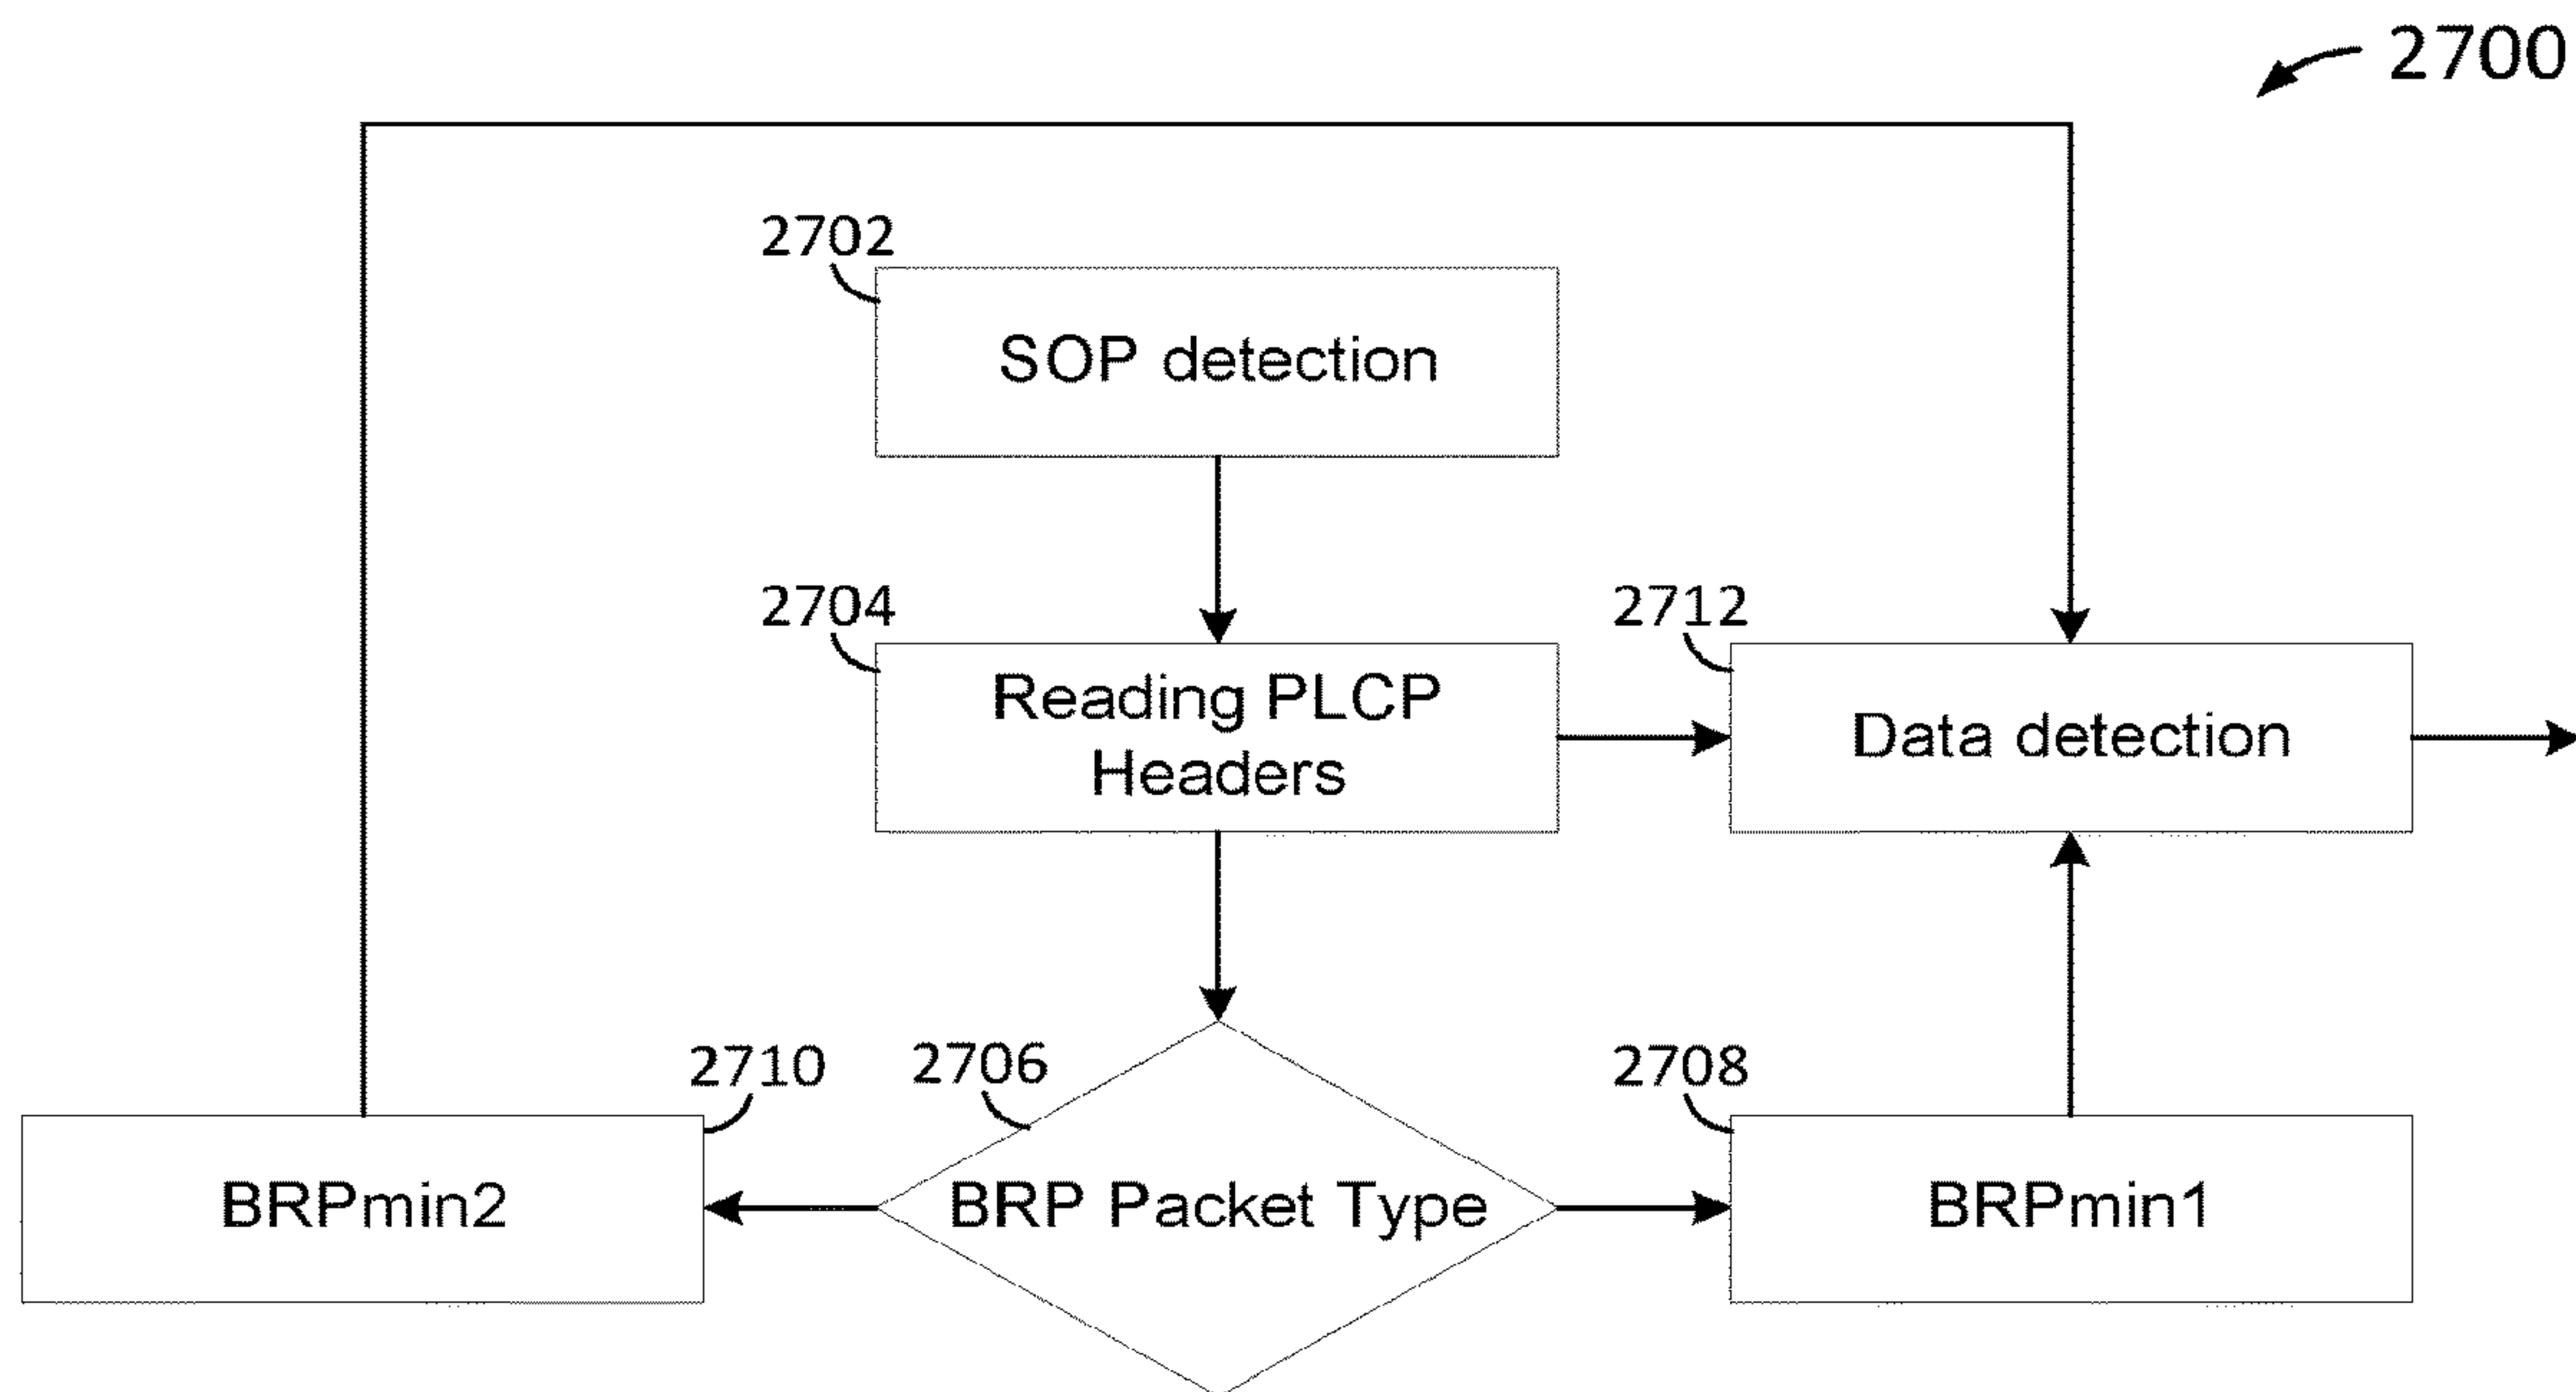 2700
2702
SOP detection
2704
Reading PLCP
Headers
2712
Data detection
2710
BRPmin2
2706
BRP Packet Type
2708
BRPmin1